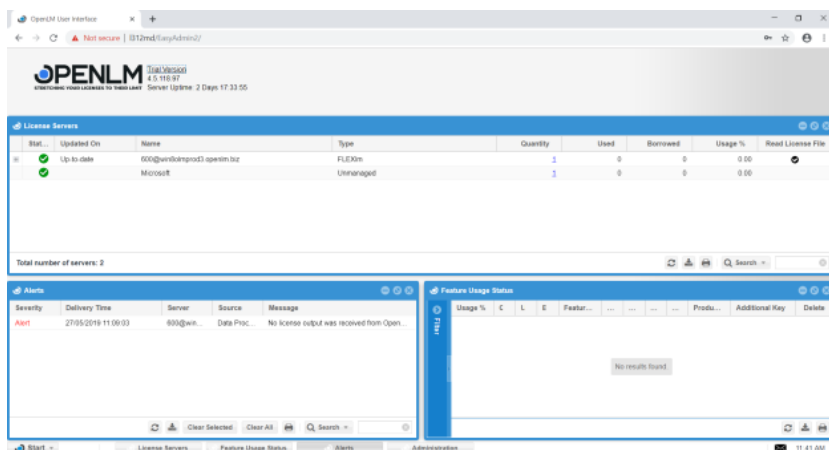 OpenLM User Interface
Not secure | l312md/EasyAdmin2/
OPENLM
STRETCHING YOUR LICENSES TO THEIR LIMIT
Trial Version
4.5.118.97
Server Uptime: 2 Days 17:33:55
License Servers
Stat... Updated On Name Type Quantity Used Borrowed Usage % Read License File
Up-to-date 600@win8olmprod3.openlm.biz FLEXlm 1 0 0 0.00
Microsoft Unmanaged 1 0 0 0.00
Total number of servers: 2
Search
Alerts
Severity Delivery Time Server Source Message
Alert 27/05/2019 11:09:03 600@win... Data Proc... No license output was received from Open...
Clear Selected Clear All Search
Feature Usage Status
Filter
Usage % L E Featur... ... ... ... ... Produ... Additional Key Delete
No results found.
Start License Servers Feature Usage Status Alerts Administration 11:41 AM